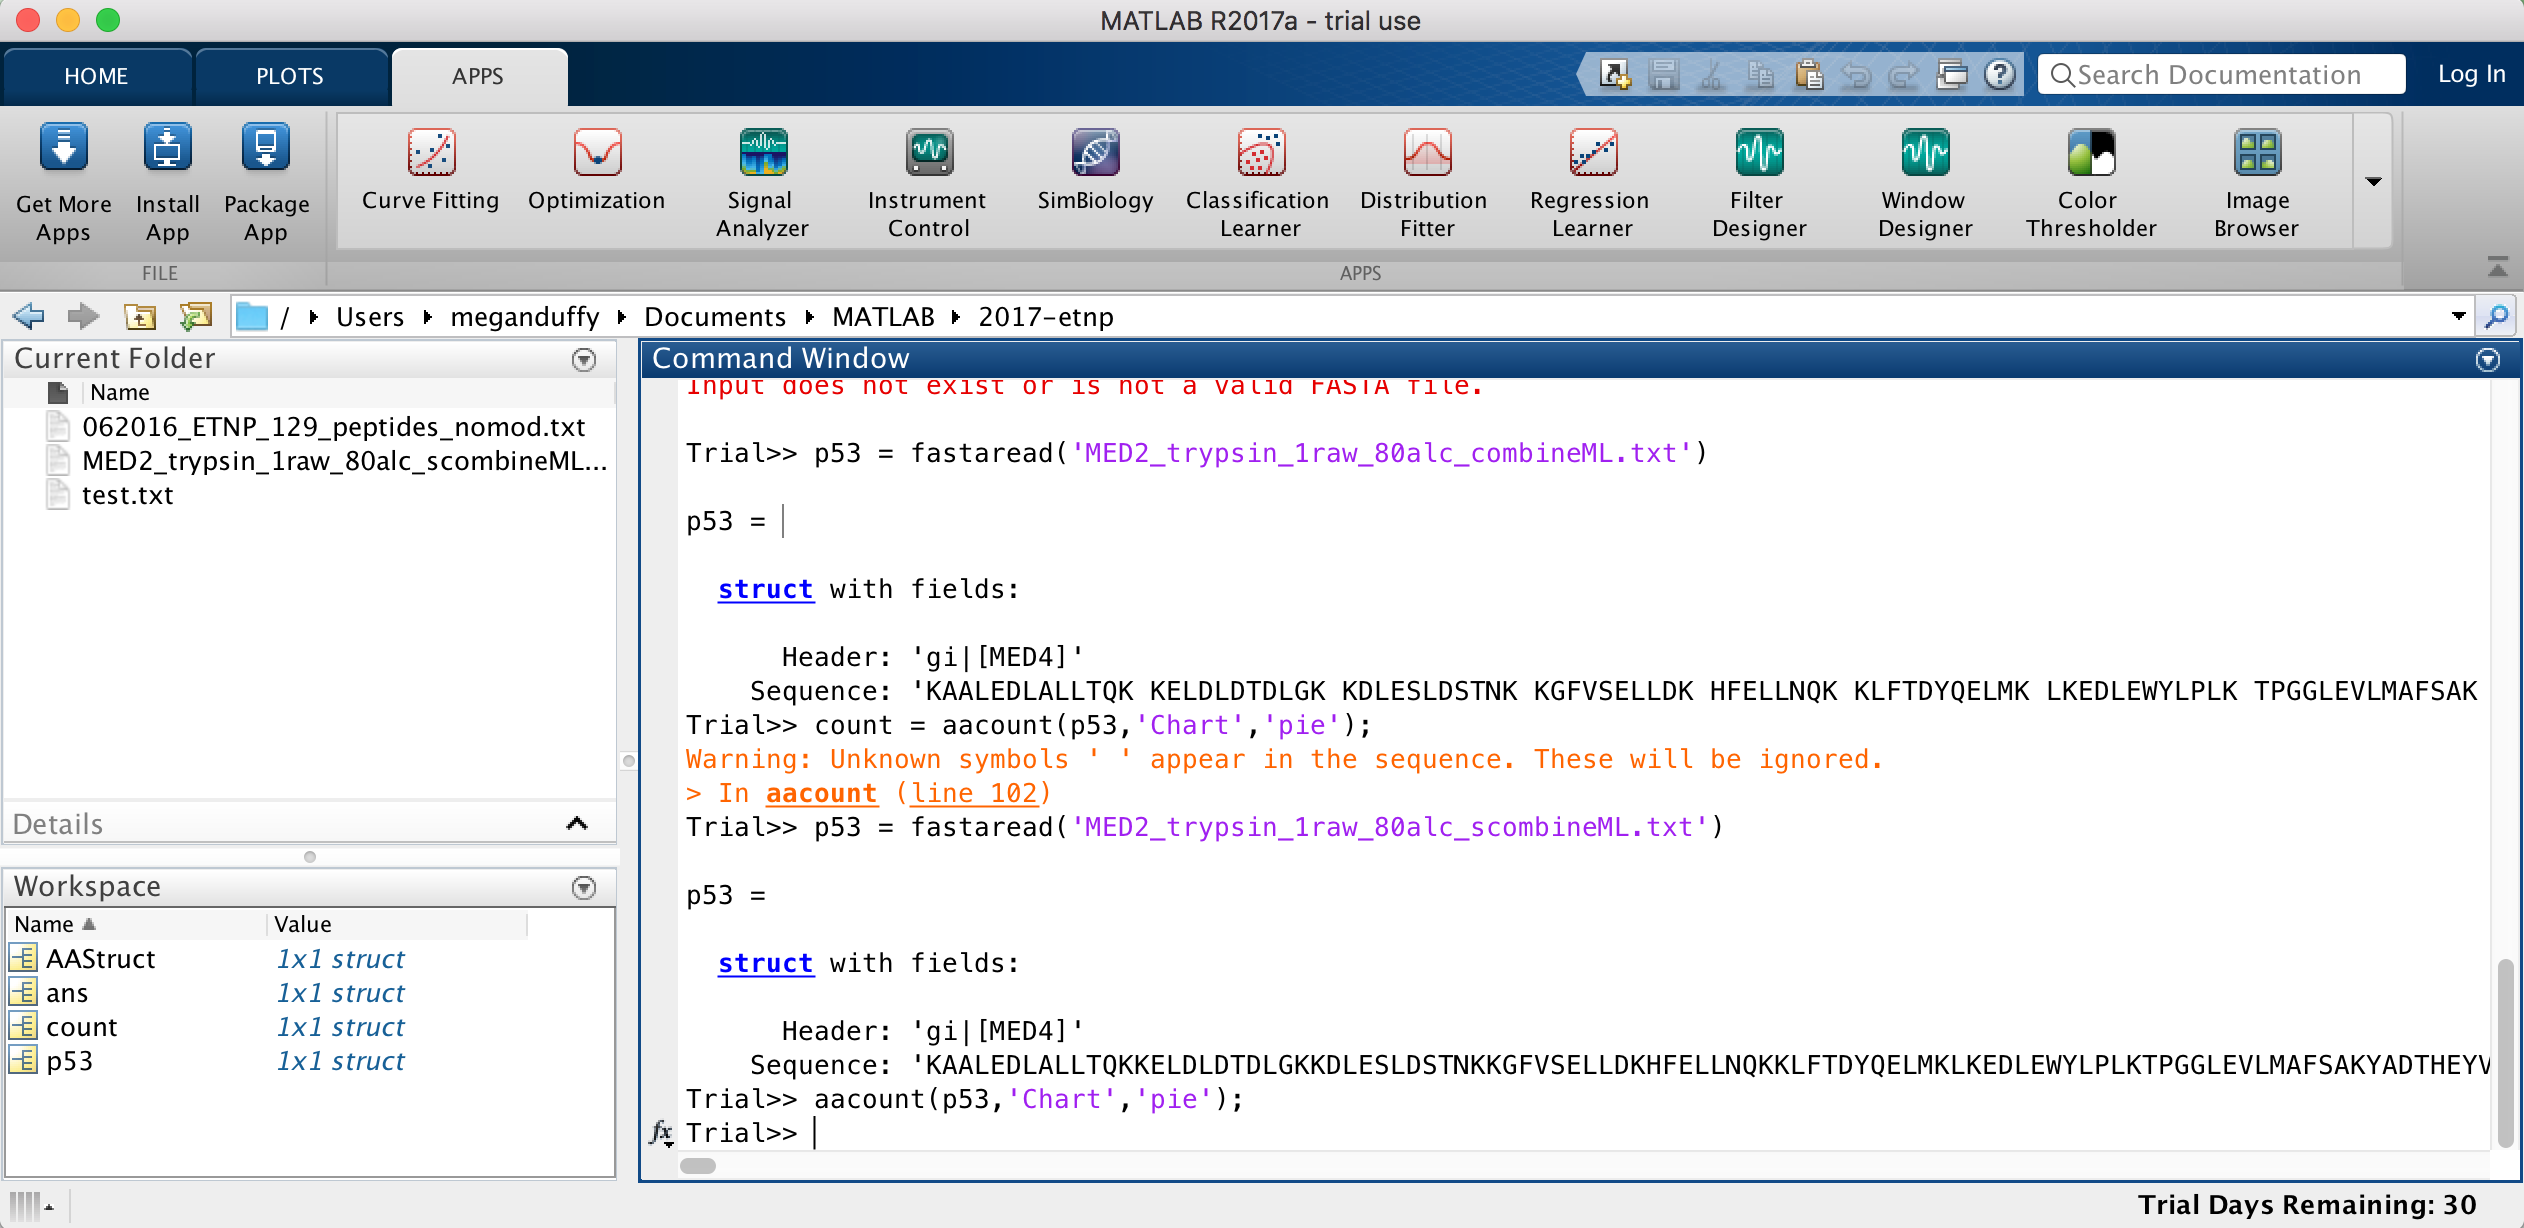 MATLAB R2017a - trial use
HOME PLOTS APPS
Search Documentation Log In
Get More Apps
Install App
Package App
Curve Fitting
Optimization
Signal Analyzer
Instrument Control
SimBiology
Classification Learner
Distribution Fitter
Regression Learner
Filter Designer
Window Designer
Color Thresholder
Image Browser
FILE APPS
/ Users meganduffy Documents MATLAB 2017-etnp
Current Folder
Name
062016_ETNP_129_peptides_nomod.txt
MED2_trypsin_1raw_80alc_scombineML...
test.txt
Details
Workspace
Name Value
AAStruct 1x1 struct
ans 1x1 struct
count 1x1 struct
p53 1x1 struct
Command Window
Input does not exist or is not a valid FASTA file.
Trial>> p53 = fastaread('MED2_trypsin_1raw_80alc_combineML.txt')
p53 =
struct with fields:
Header: 'gi|[MED4]'
Sequence: 'KAALEDLALLTQK KELDLDTDLGK KDLESLDSTNK KGFVSELLDK HFELLNQK KLFTDYQELMK LKEDLEWYLPLK TPGGLEVLMAFSAK
Trial>> count = aacount(p53,'Chart','pie');
Warning: Unknown symbols ' ' appear in the sequence. These will be ignored.
> In aacount (line 102)
Trial>> p53 = fastaread('MED2_trypsin_1raw_80alc_scombineML.txt')
p53 =
struct with fields:
Header: 'gi|[MED4]'
Sequence: 'KAALEDLALLTQKKELDLDTDLGKKDLESLDSTNKKGFVSELLDKHFELLNQKKLFTDYQELMKLKEDLEWYLPLKTPGGLEVLMAFSAKYADTHEYV
Trial>> aacount(p53,'Chart','pie');
fx Trial>>
Trial Days Remaining: 30